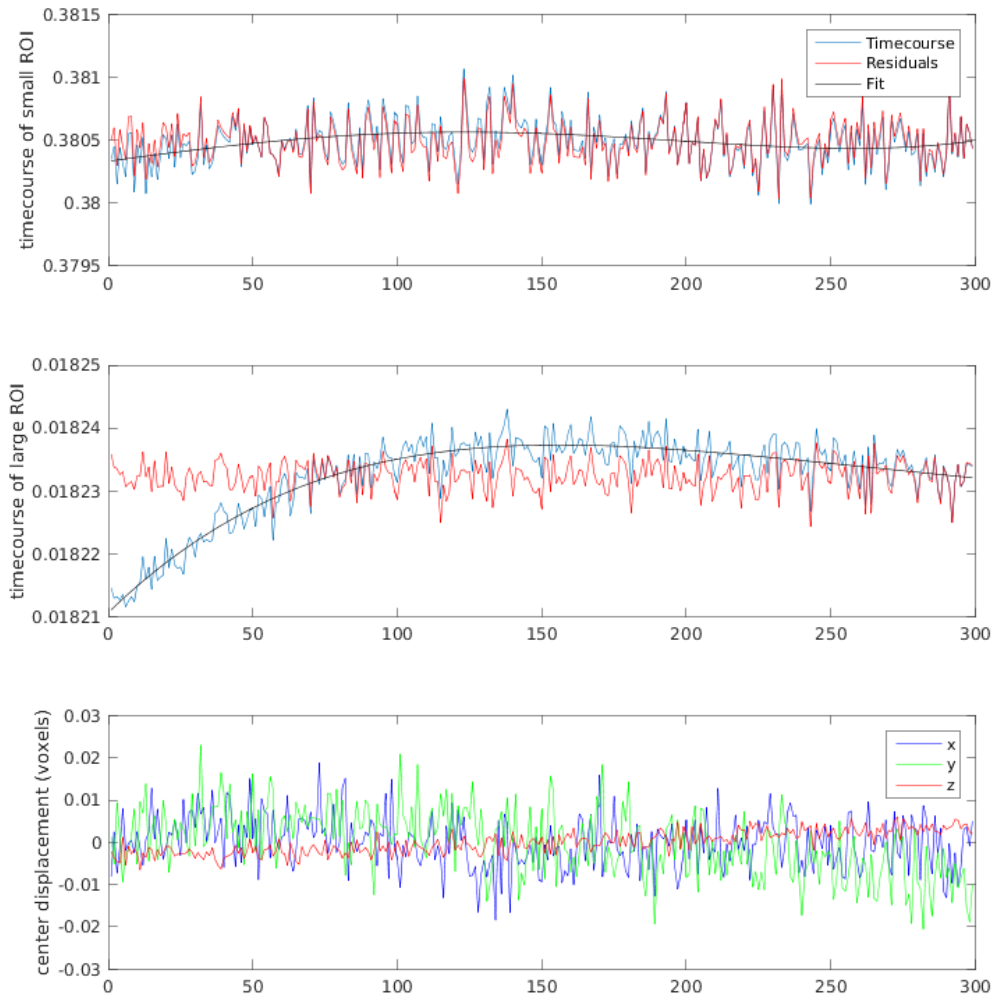 0.3815
0.381
0.3805
0.38
0.3795
timecourse of small ROI
Timecourse
Residuals
Fit
0 50 100 150 200 250 300
0.01825
0.01824
0.01823
0.01822
0.01821
timecourse of large ROI
0 50 100 150 200 250 300
0.03
0.02
0.01
0
-0.01
-0.02
-0.03
center displacement (voxels)
x
y
z
0 50 100 150 200 250 300